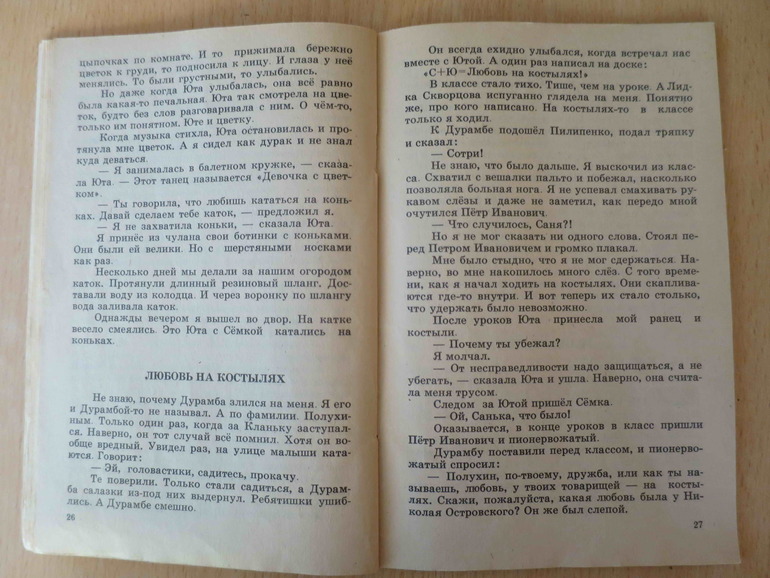 цыпочках по комнате. И то прижимала бережно
цветок к груди, то подносила к лицу. И глаза у неё
менялись. То были грустными, то улыбались.
Но даже когда Юта улыбалась, она всё равно
была какая-то печальная. Юта так смотрела на цве-
ток, будто без слов разговаривала с ним. О чём-то,
только им понятном. Юте и цветку.
Когда музыка стихла, Юта остановилась и про-
тянула мне цветок. А я сидел как дурак и не знал
куда деваться.
— Я занималась в балетном кружке, — сказа-
ла Юта. — Этот танец называется «Девочка с цвет-
ком».
— Ты говорила, что любишь кататься на конь-
ках. Давай сделаем тебе каток, — предложил я.
— Я не захватила коньки, — сказала Юта.
Я принёс из чулана свои ботинки с коньками.
Они были ей велики. Но с шерстяными носками
как раз.
Несколько дней мы делали за нашим огородом
каток. Протянули длинный резиновый шланг. Дос-
тавали воду из колодца. И через воронку по шлангу
вода заливала каток.
Однажды вечером я вышел во двор. На катке
весело смеялись. Это Юта с Сёмкой катались на
коньках.
ЛЮБОВЬ НА КОСТЫЛЯХ
Не знаю, почему Дурамба злился на меня. Я его
и Дурамбой-то не называл. А по фамилии. Полухи-
ным. Только один раз, когда за Кланьку заступал-
ся. Наверно, он тот случай всё помнил. Хотя он во-
обще вредный. Увидел раз, на улице малыши ката-
ются. Говорит:
— Эй, головастики, садитесь, прокачу.
Те поверили. Только стали садиться, а Дурам-
ба салазки из-под них выдернул. Ребятишки ушиб-
лись. А Дурамбе смешно.
26
Он всегда ехидно улыбался, когда встречал нас
вместе с Ютой. А один раз написал на доске:
«С+Ю=Любовь на костылях!»
В классе стало тихо. Тише, чем на уроке. А Лид-
ка Скворцова испуганно глядела на меня. Понятно
же, про кого написано. На костылях-то в классе
только я ходил.
К Дурамбе подошёл Пилипенко, подал тряпку
и сказал:
— Сотри!
Не знаю, что было дальше. Я выскочил из клас-
са. Схватил с вешалки пальто и побежал, насколько
позволяла больная нога. Я не успевал смахивать ру-
кавом слёзы и даже не заметил, как передо мной
очутился Пётр Иванович.
— Что случилось, Саня?!
Но я не мог сказать ни одного слова. Стоял пе-
ред Петром Ивановичем и громко плакал.
Мне было стыдно, что я не мог сдержаться. На-
верно, во мне накопилось много слёз. С того време-
ни, как я начал ходить на костылях. Они скаплива-
ются где-то внутри. И вот теперь их стало столько,
что удержать было невозможно.
После уроков Юта принесла мой ранец и
костыли.
— Почему ты убежал?
Я молчал.
— От несправедливости надо защищаться, а не
убегать, — сказала Юта и ушла. Наверно, она счита-
ла меня трусом.
Следом за Ютой пришёл Сёмка.
— Ой, Санька, что было!
Оказывается, в конце уроков в класс пришли
Пётр Иванович и пионервожатый.
Дурамбу поставили перед классом, и пионерво-
жатый спросил:
— Полухин, по-твоему, дружба, или как ты на-
зываешь, любовь, у твоих товарищей — на косты-
лях. Скажи, пожалуйста, какая любовь была у Ни-
колая Островского? Он же был слепой.
27